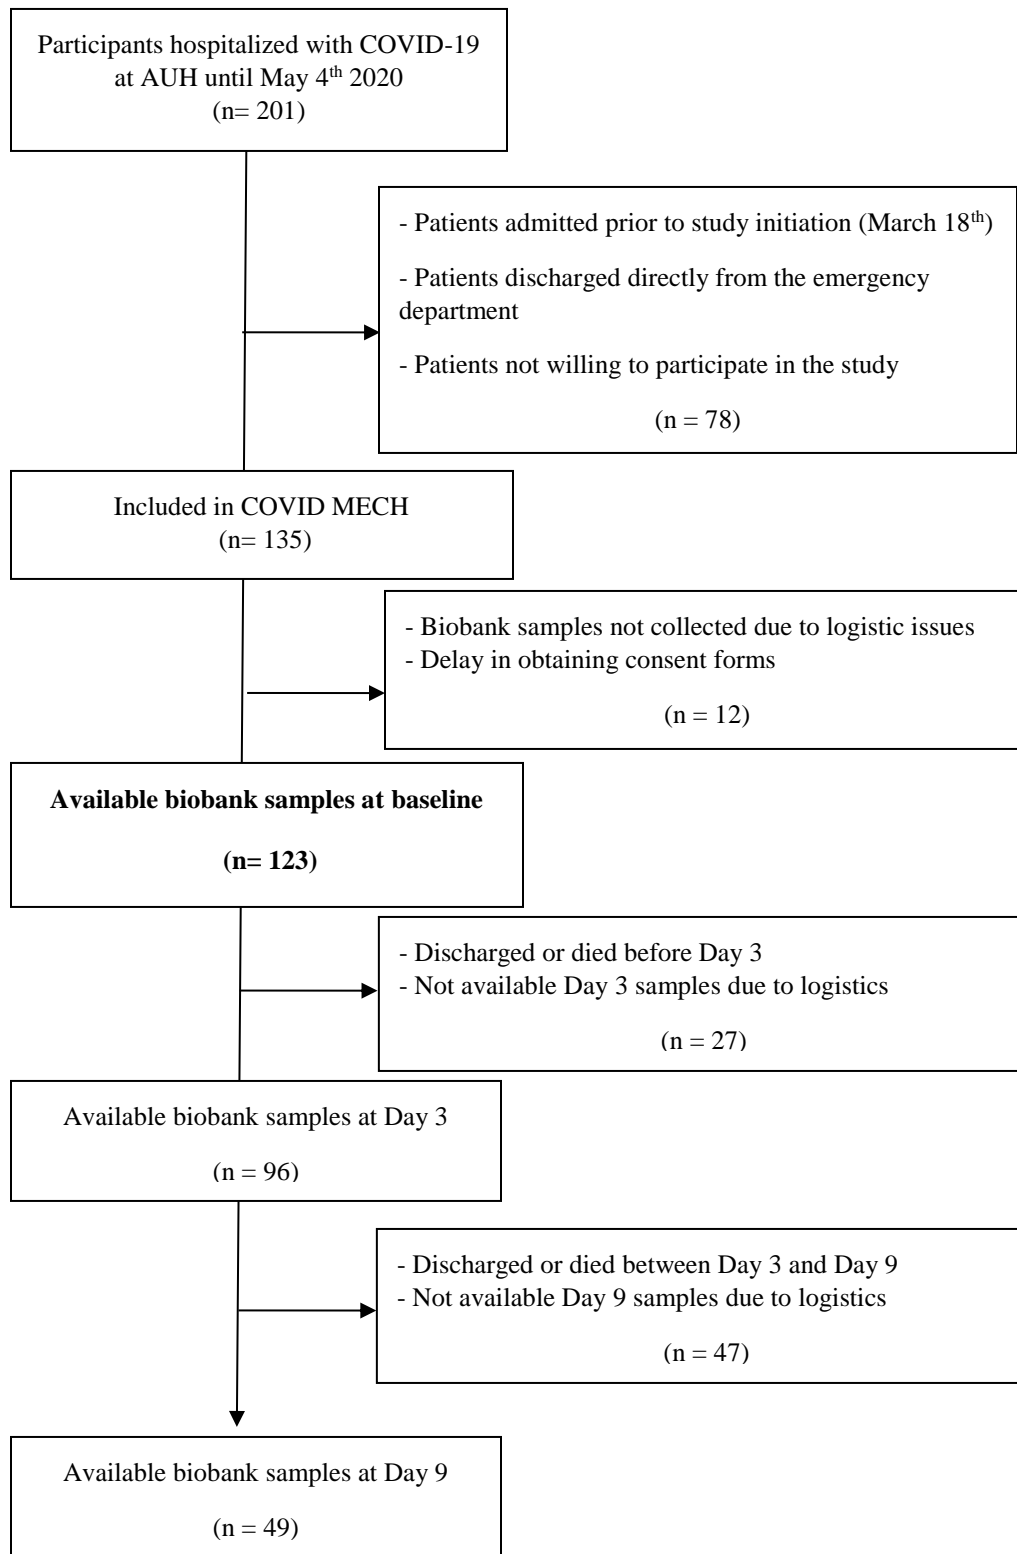 Participants hospitalized with COVID-19
at AUH until May 4th 2020
(n= 201)
- Patients admitted prior to study initiation (March 18th)
- Patients discharged directly from the emergency
department
- Patients not willing to participate in the study
(n = 78)
Included in COVID MECH
(n= 135)
- Biobank samples not collected due to logistic issues
- Delay in obtaining consent forms
(n = 12)
Available biobank samples at baseline
(n= 123)
- Discharged or died before Day 3
- Not available Day 3 samples due to logistics
(n = 27)
Available biobank samples at Day 3
(n = 96)
- Discharged or died between Day 3 and Day 9
- Not available Day 9 samples due to logistics
(n = 47)
Available biobank samples at Day 9
(n = 49)